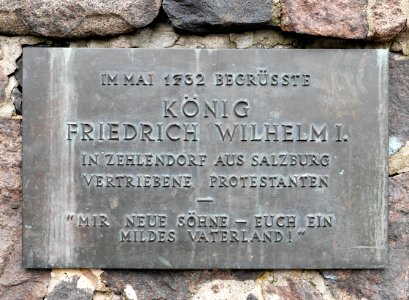 IM MAI 1732 BEGRÜSSTE
KÖNIG
FRIEDRICH WILHELM I.
IN ZEHLENDORF AUS SALZBURG
VERTRIEBENE PROTESTANTEN
—
"MIR NEUE SÖHNE – EUCH EIN
MILDES VATERLAND!"